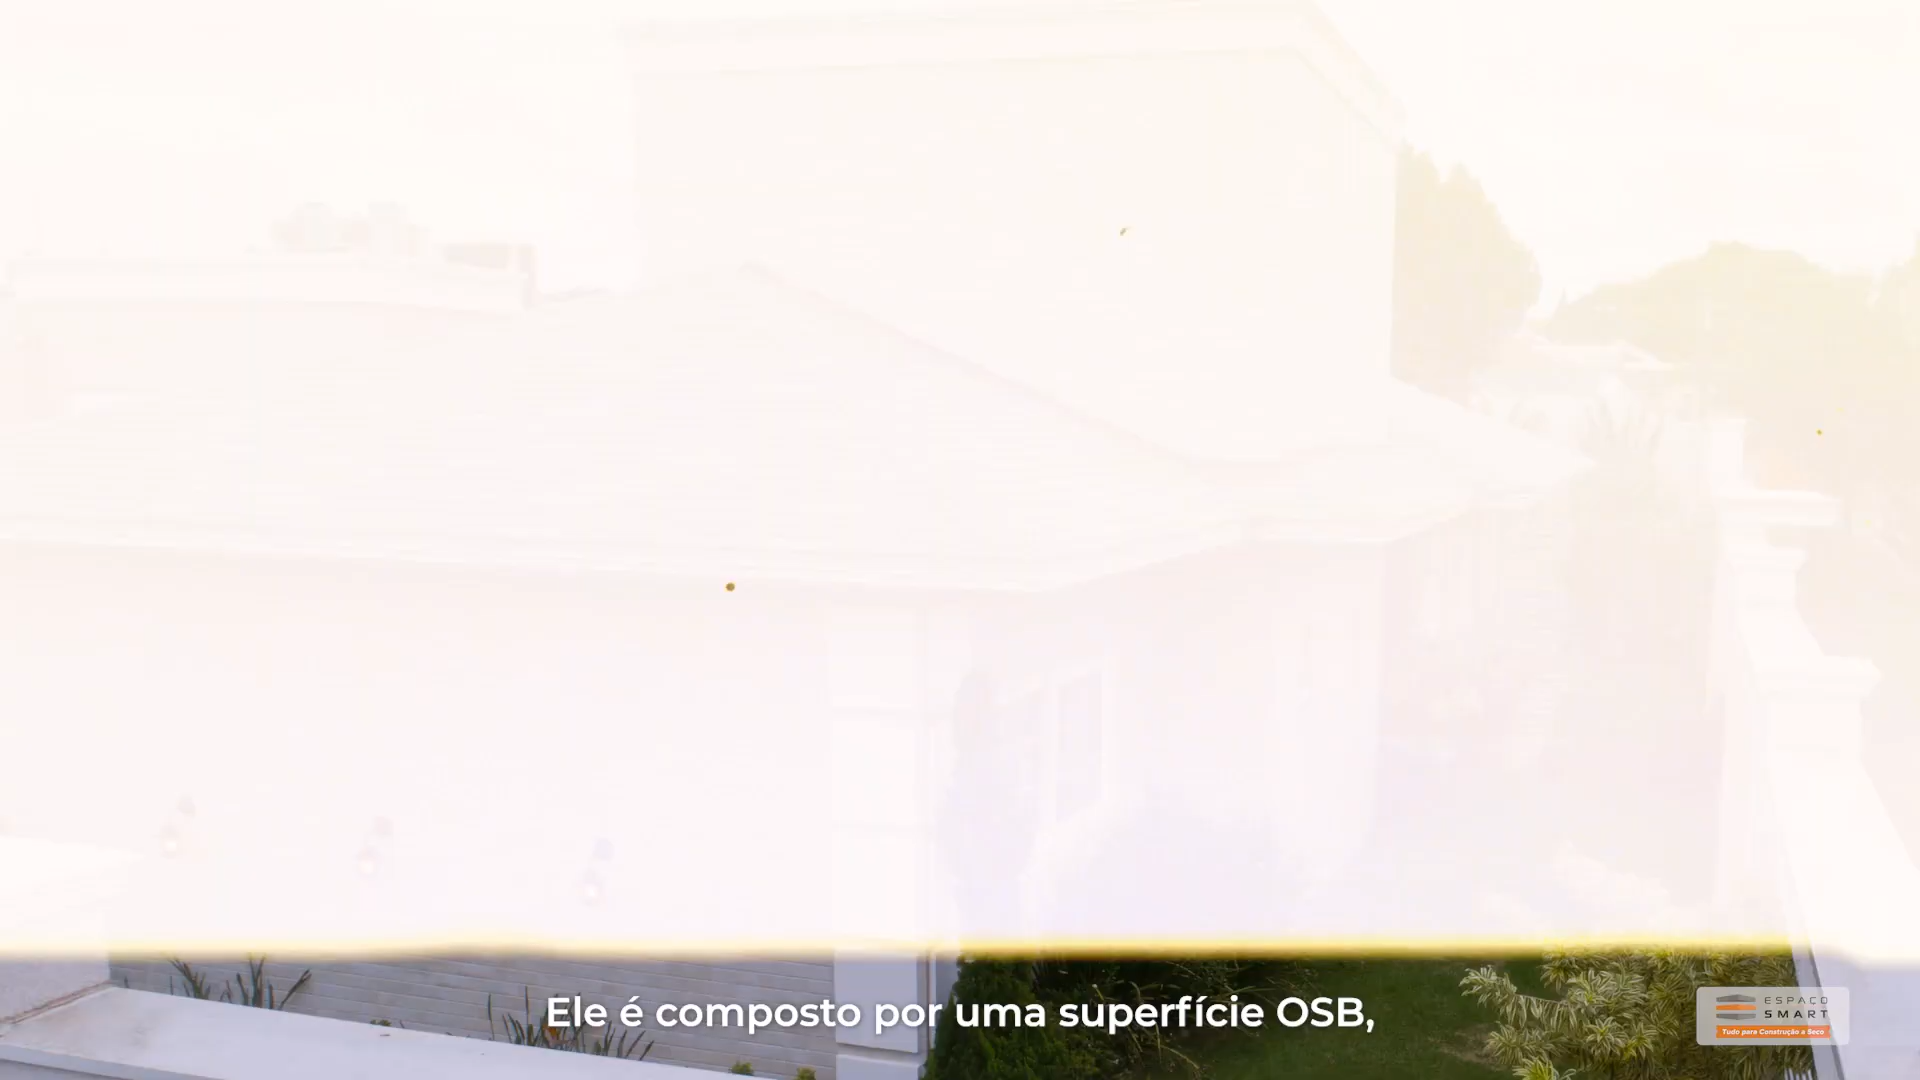 Ele é composto por uma superfície OSB,
ESPAÇO
SMART
Tudo para Construção a Seco